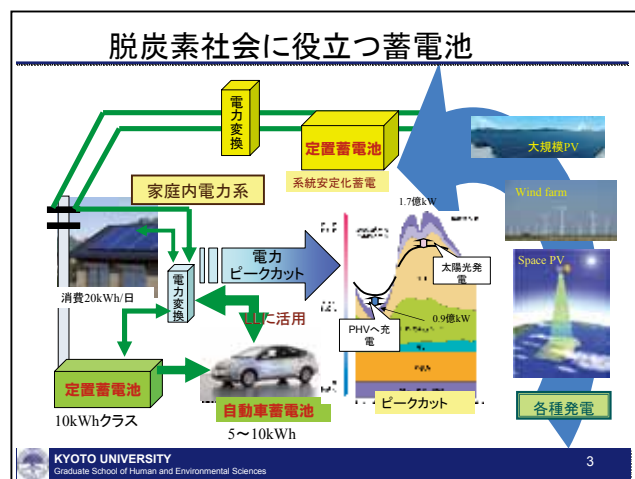 脱炭素社会に役立つ蓄電池
電力変換
定置蓄電池
系統安定化蓄電
大規模PV
Wind farm
Space PV
各種発電
家庭内電力系
電力
ピークカット
1.7億kW
太陽光発
電
0.9億kW
PHVへ充
電
ピークカット
消費20kWh/日
電力変換
LLに活用
定置蓄電池
10kWhクラス
自動車蓄電池
5~10kWh
KYOTO UNIVERSITY
Graduate School of Human and Environmental Sciences
3